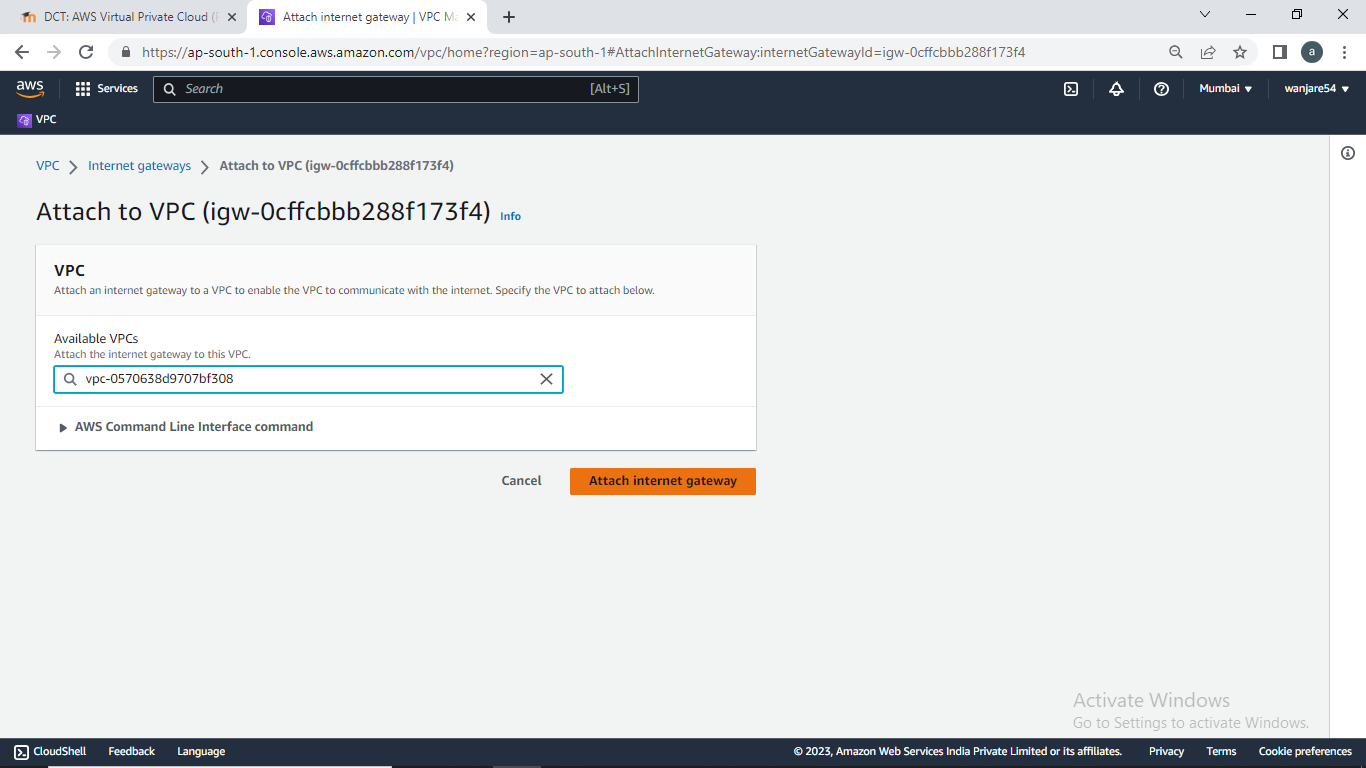 DCT: AWS Virtual Private Cloud (
Attach internet gateway | VPC Ma
https://ap-south-1.console.aws.amazon.com/vpc/home?region=ap-south-1#AttachInternetGateway:internetGatewayId=igw-0cffcbbb288f173f4
a
aws
Services
Search
[Alt+S]
Mumbai
wanjare54
VPC
VPC
Internet gateways
Attach to VPC (igw-0cffcbbb288f173f4)
Attach to VPC (igw-0cffcbbb288f173f4) Info
VPC
Attach an internet gateway to a VPC to enable the VPC to communicate with the internet. Specify the VPC to attach below.
Available VPCs
Attach the internet gateway to this VPC.
vpc-0570638d9707bf308
AWS Command Line Interface command
Cancel
Attach internet gateway
Activate Windows
Go to Settings to activate Windows.
CloudShell
Feedback
Language
© 2023, Amazon Web Services India Private Limited or its affiliates.
Privacy
Terms
Cookie preferences